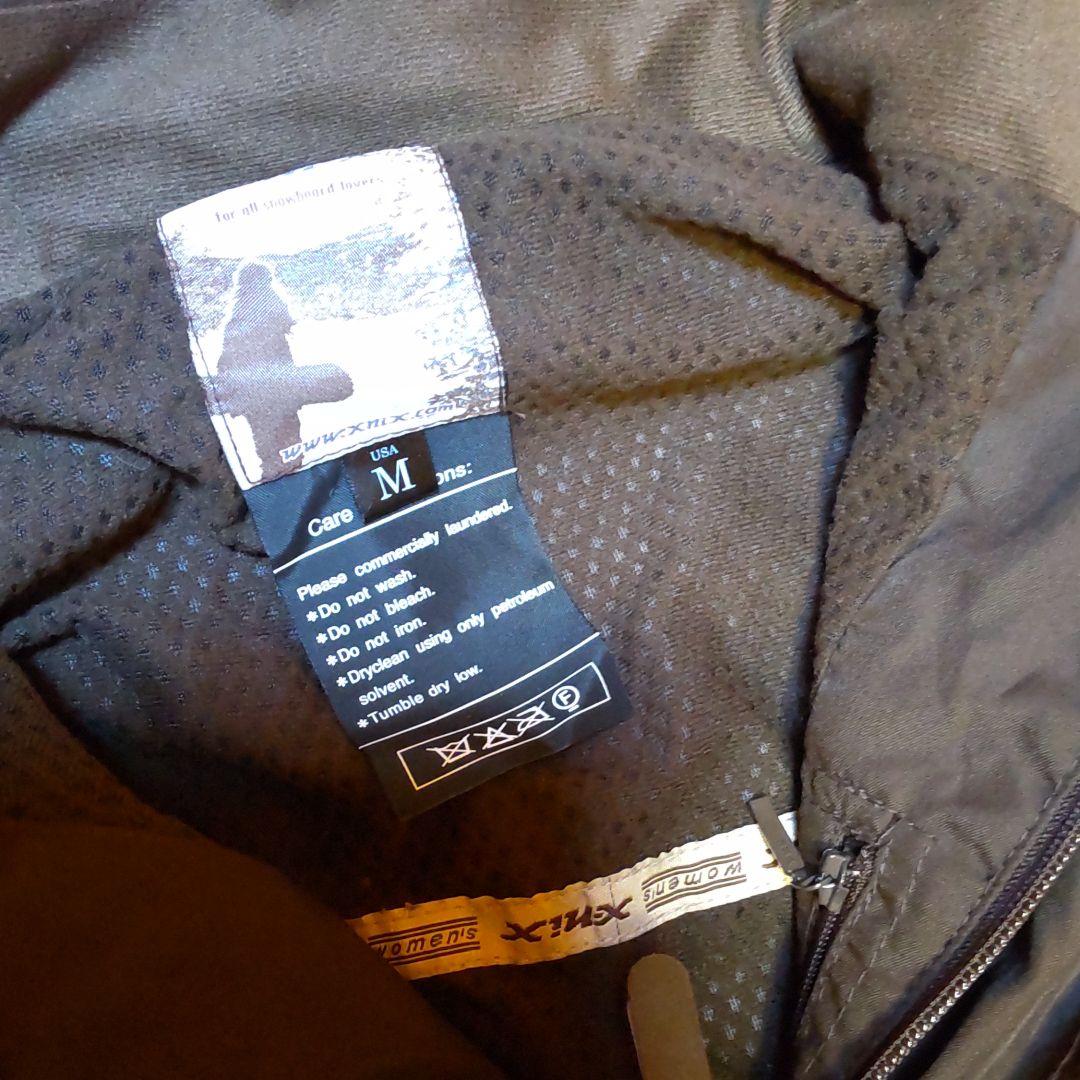 for all snowboard lovers
www.xnix.com
USA
M
Care ons:
Please commercially laundered.
*Do not wash.
*Do not bleach.
*Do not iron.
*Dryclean using only petroleum
solvent.
*Tumble dry low.
F
women's xnix women's